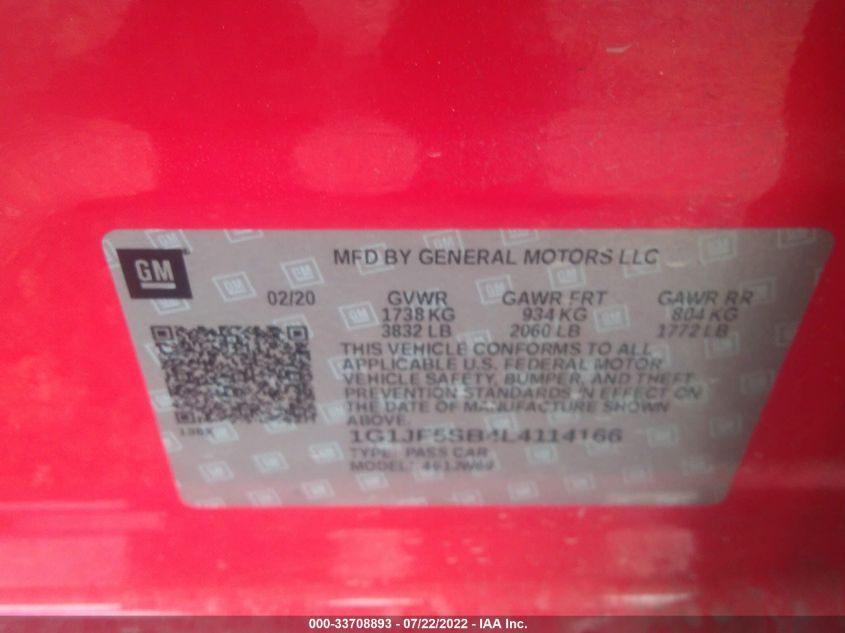 GM
MFD BY GENERAL MOTORS LLC
02/20 GVWR GAWR FRT GAWR RR
1738 KG 934 KG 804 KG
3832 LB 2060 LB 1772 LB
THIS VEHICLE CONFORMS TO ALL
APPLICABLE U.S. FEDERAL MOTOR
VEHICLE SAFETY, BUMPER, AND THEFT
PREVENTION STANDARDS IN EFFECT ON
THE DATE OF MANUFACTURE SHOWN
ABOVE.
1G1JF5SB4L4114166
TYPE: PASS CAR
MODEL:
000-33708893 - 07/22/2022 - IAA Inc.